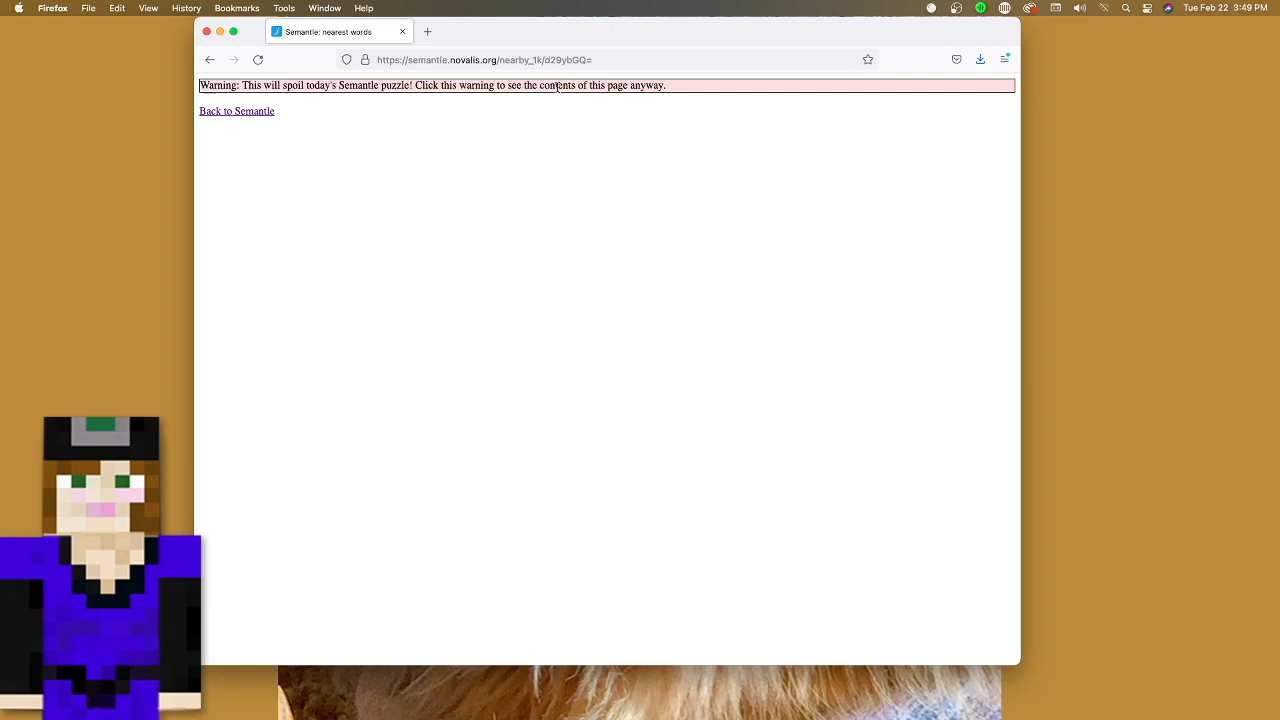 Firefox File Edit View History Bookmarks Tools Window Help Tue Feb 22 3:49 PM
Semantle: nearest words
https://semantle.novalis.org/nearby_1k/d29ybGQ=
Warning: This will spoil today's Semantle puzzle! Click this warning to see the contents of this page anyway.
Back to Semantle